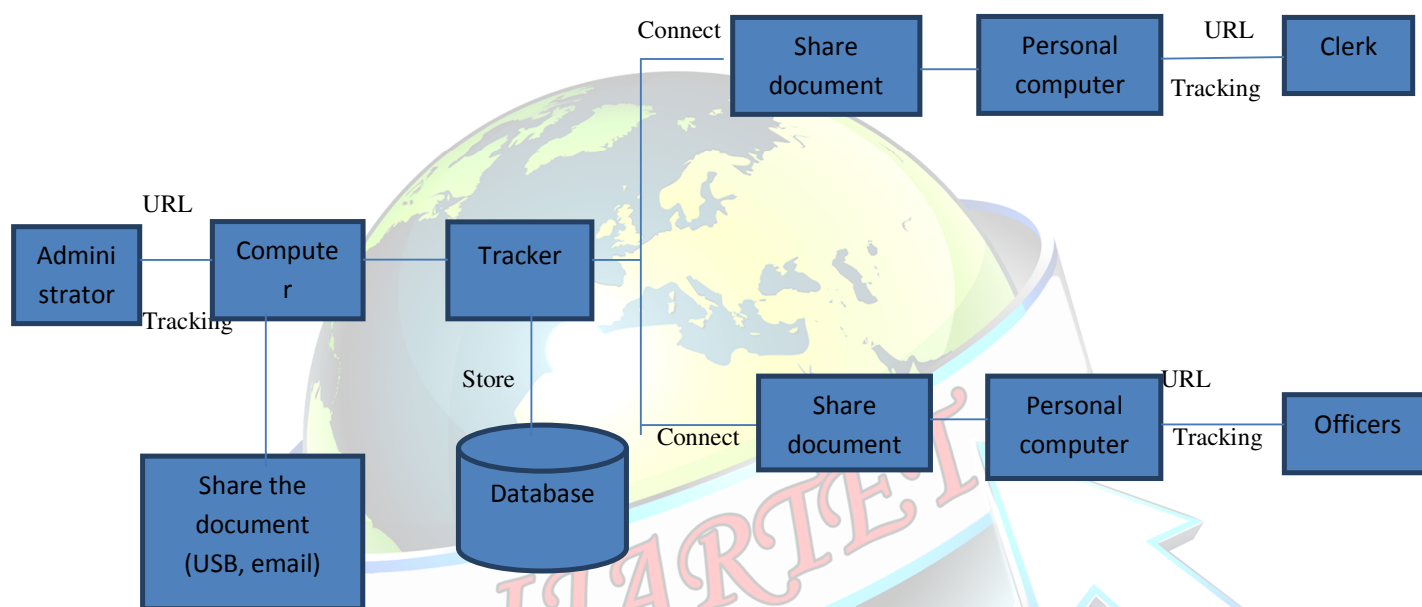 Connect
Share
document
Personal
computer
URL
Tracking
Clerk
URL
Admini
strator
Tracking
Compute
r
Tracker
Store
Database
Share the
document
(USB, email)
Connect
Share
document
Personal
computer
URL
Tracking
Officers